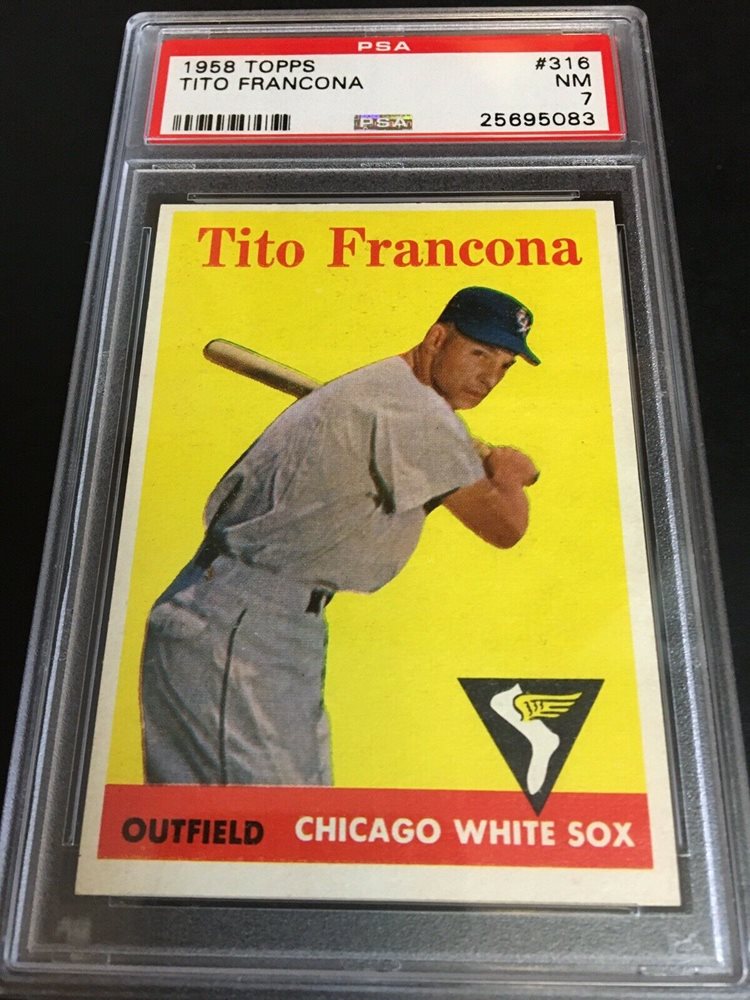 PSA
1958 TOPPS #316
TITO FRANCONA NM
7
PSA 25695083
Tito Francona
OUTFIELD CHICAGO WHITE SOX